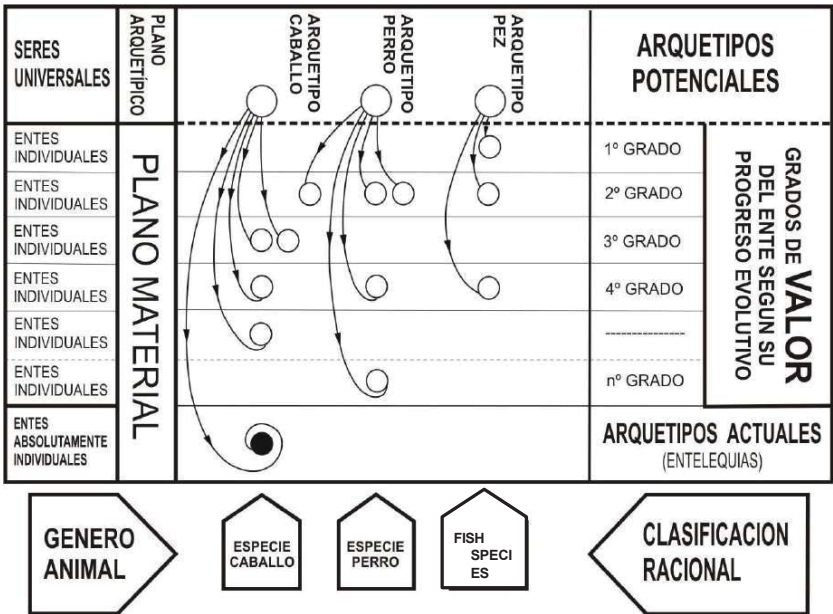 SERES
UNIVERSALES
PLANO
ARQUETÍPICO
ARQUETIPO
CABALLO
ARQUETIPO
PERRO
ARQUETIPO
PEZ
ARQUETIPOS
POTENCIALES
ENTES
INDIVIDUALES
ENTES
INDIVIDUALES
ENTES
INDIVIDUALES
ENTES
INDIVIDUALES
ENTES
INDIVIDUALES
ENTES
INDIVIDUALES
PLANO MATERIAL
1º GRADO
2º GRADO
3º GRADO
4º GRADO
---------------
nº GRADO
GRADOS DE VALOR
DEL ENTE SEGUN SU
PROGRESO EVOLUTIVO
ENTES
ABSOLUTAMENTE
INDIVIDUALES
ARQUETIPOS ACTUALES
(ENTELEQUIAS)
GENERO
ANIMAL
ESPECIE
CABALLO
ESPECIE
PERRO
FISH
SPECI
ES
CLASIFICACION
RACIONAL